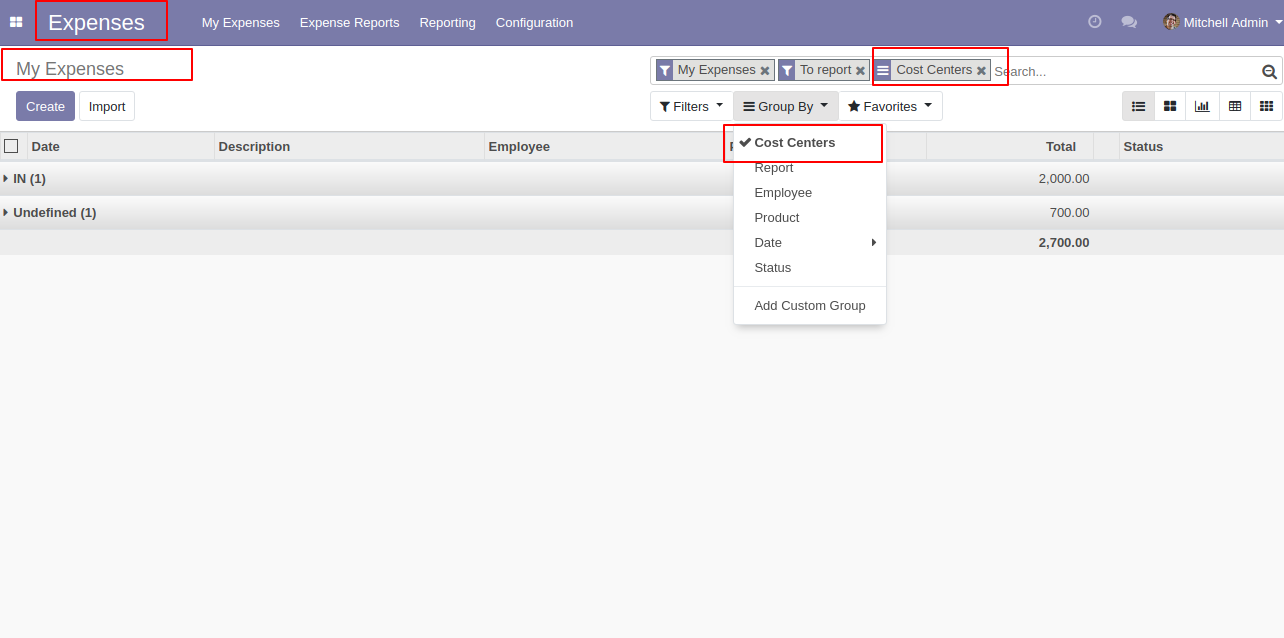 Expenses My Expenses Expense Reports Reporting Configuration Mitchell Admin
My Expenses
My Expenses To report Cost Centers Search...
Create Import
Filters Group By Favorites
Date Description Employee Total Status
IN (1) 2,000.00
Undefined (1) 700.00
2,700.00
Cost Centers
Report
Employee
Product
Date
Status
Add Custom Group